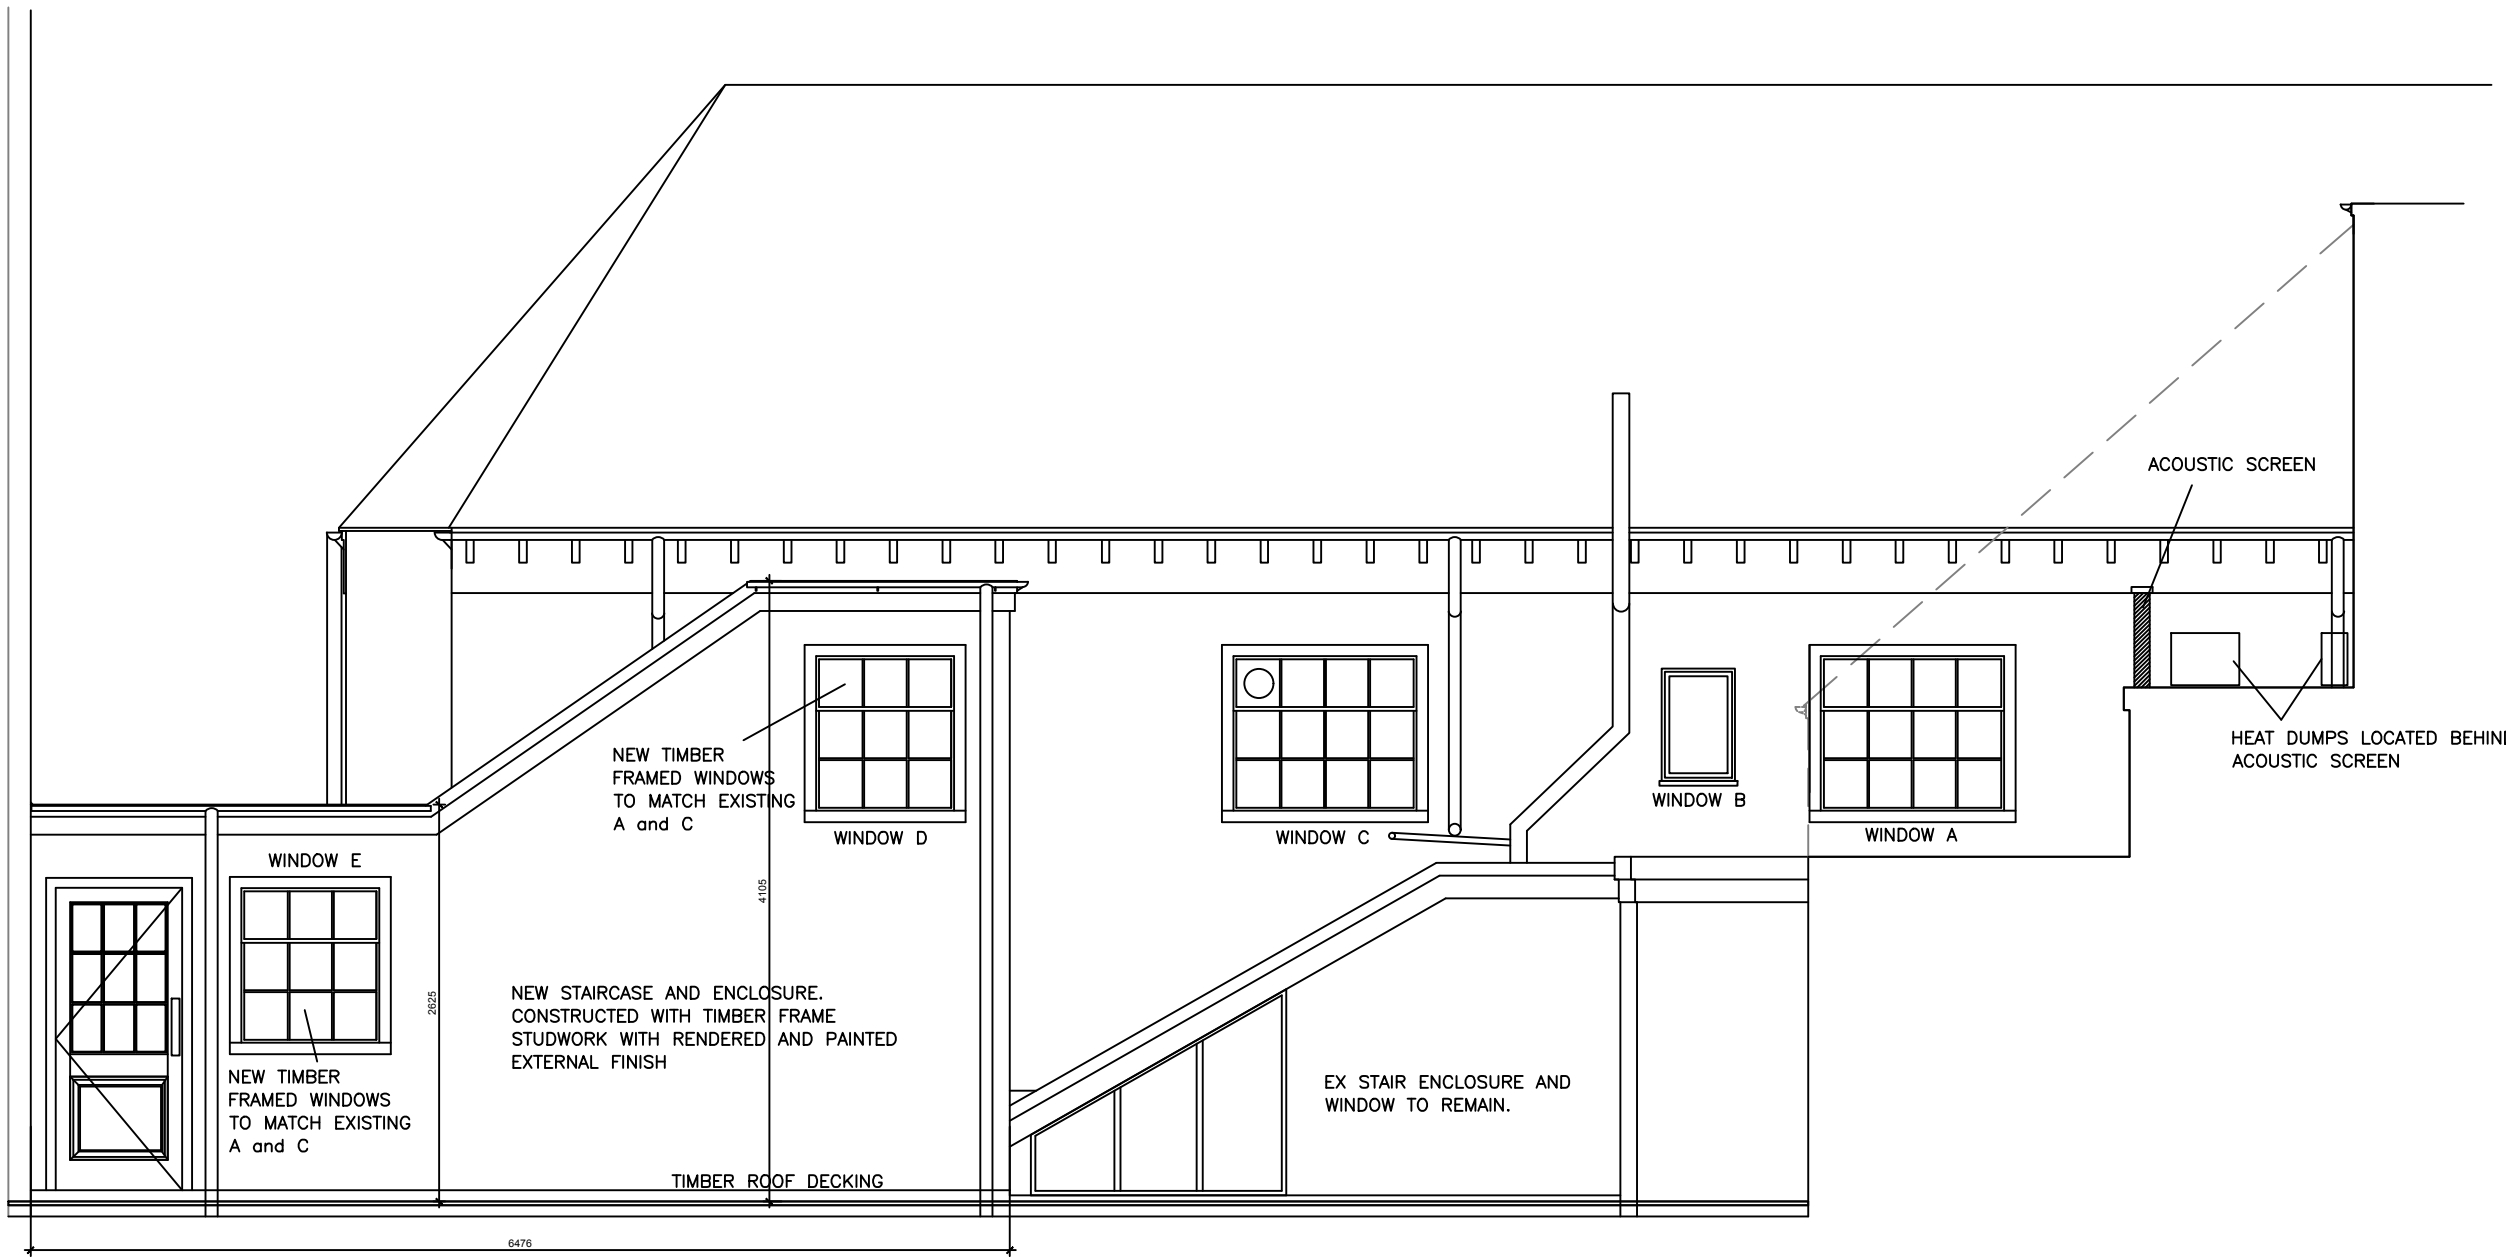 ACOUSTIC SCREEN
HEAT DUMPS LOCATED BEHIN
ACOUSTIC SCREEN
NEW TIMBER
FRAMED WINDOWS
TO MATCH EXISTING
A and C
WINDOW D
WINDOW C
WINDOW B
WINDOW A
WINDOW E
4105
2625
NEW STAIRCASE AND ENCLOSURE.
CONSTRUCTED WITH TIMBER FRAME
STUDWORK WITH RENDERED AND PAINTED
EXTERNAL FINISH
NEW TIMBER
FRAMED WINDOWS
TO MATCH EXISTING
A and C
EX STAIR ENCLOSURE AND
WINDOW TO REMAIN.
TIMBER ROOF DECKING
6476